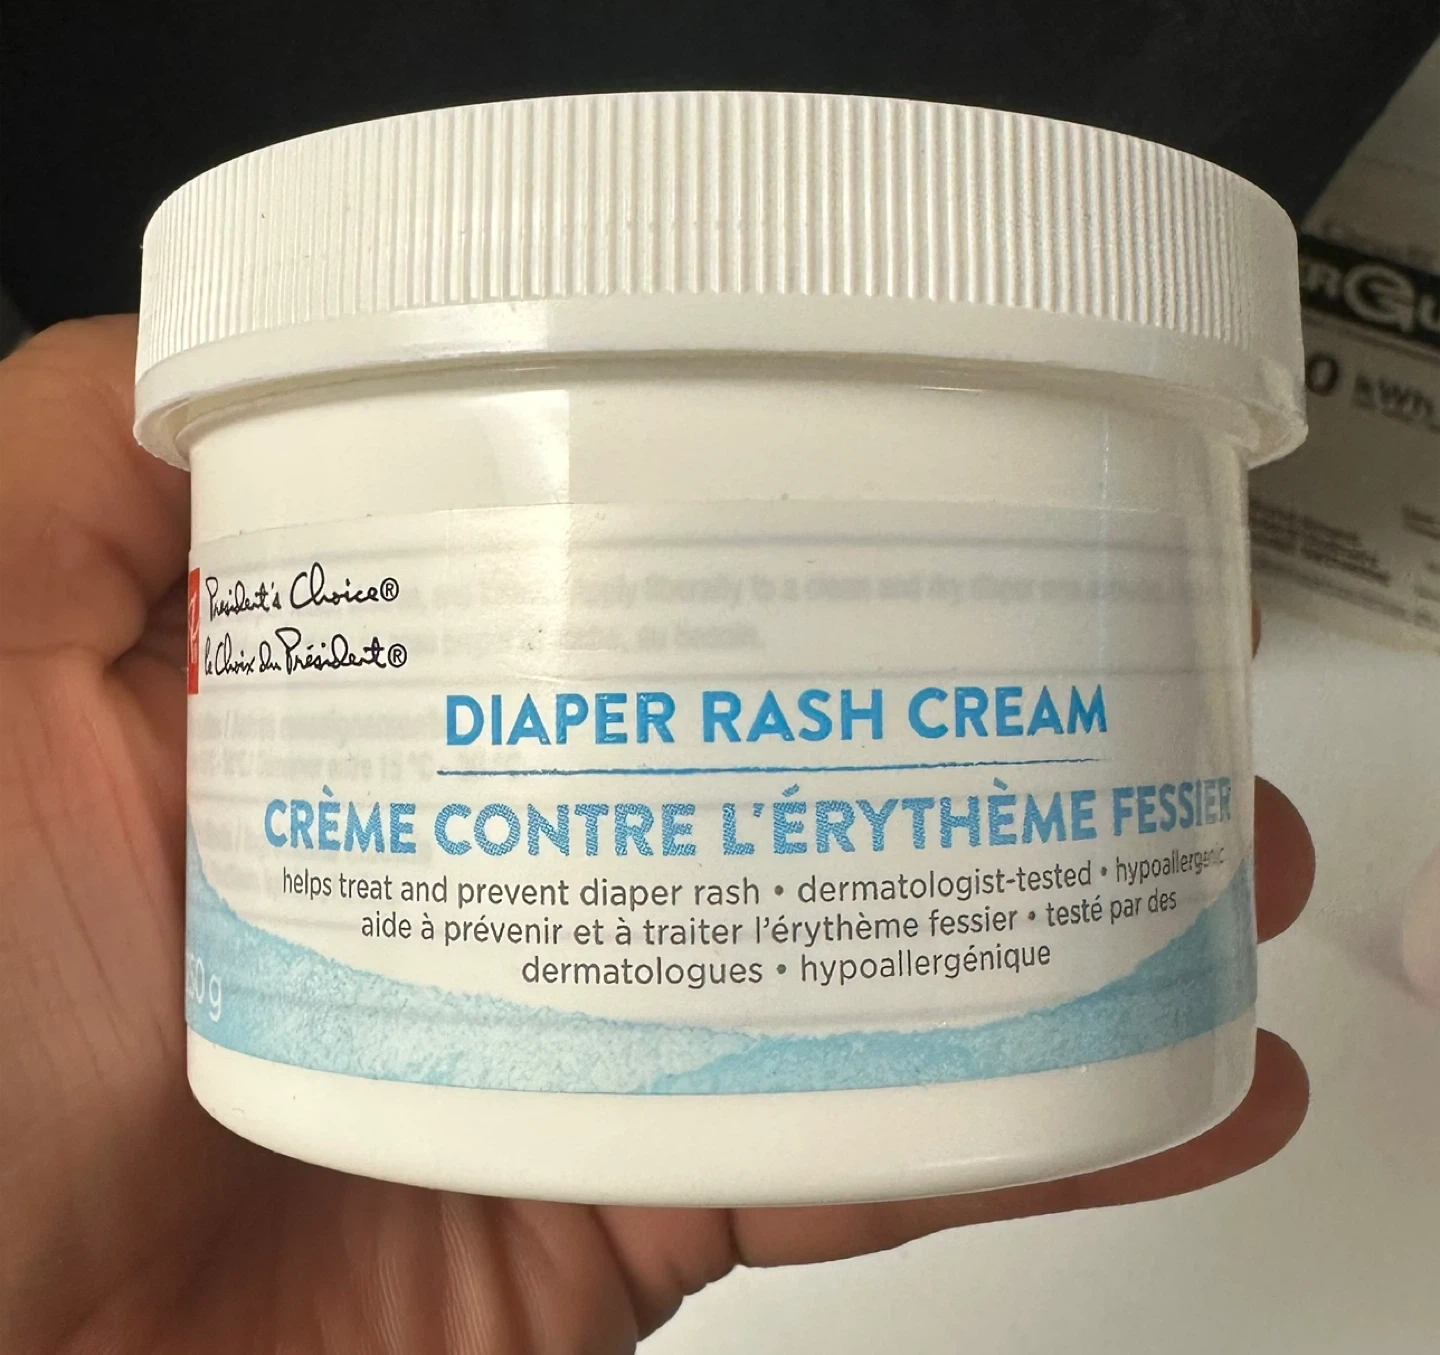 President's Choice®
le Choix du Président®
DIAPER RASH CREAM
CRÈME CONTRE L'ÉRYTHÈME FESSIER
helps treat and prevent diaper rash • dermatologist-tested • hypoallergenic
aide à prévenir et à traiter l'érythème fessier • testé par des
dermatologues • hypoallergénique
g
kWh